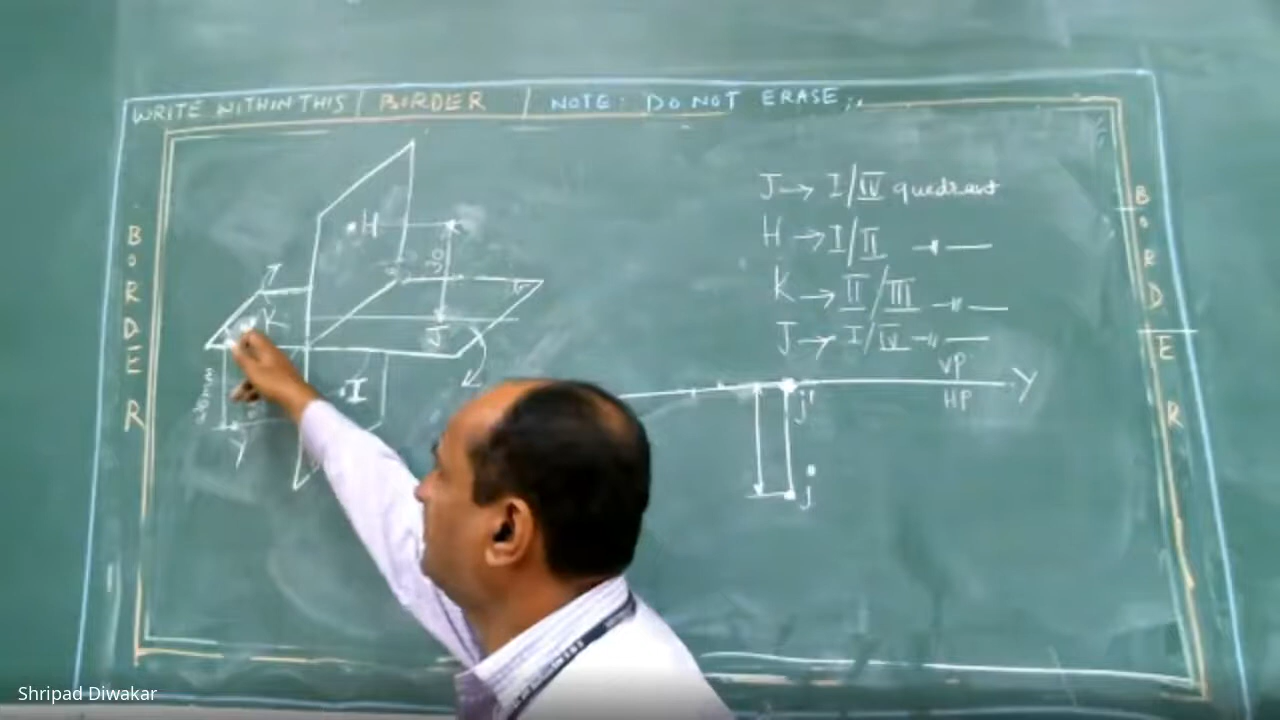 WRITE WITHIN THIS | BORDER | NOTE: DO NOT ERASE;,
BORDER
BORDER
H
30
J
K
I
Y
J → I/IV quadrant
H → I/II —"—
K → II/III —"—
J → I/IV —"—
VP
HP
Y
j'
j
Shripad Diwakar